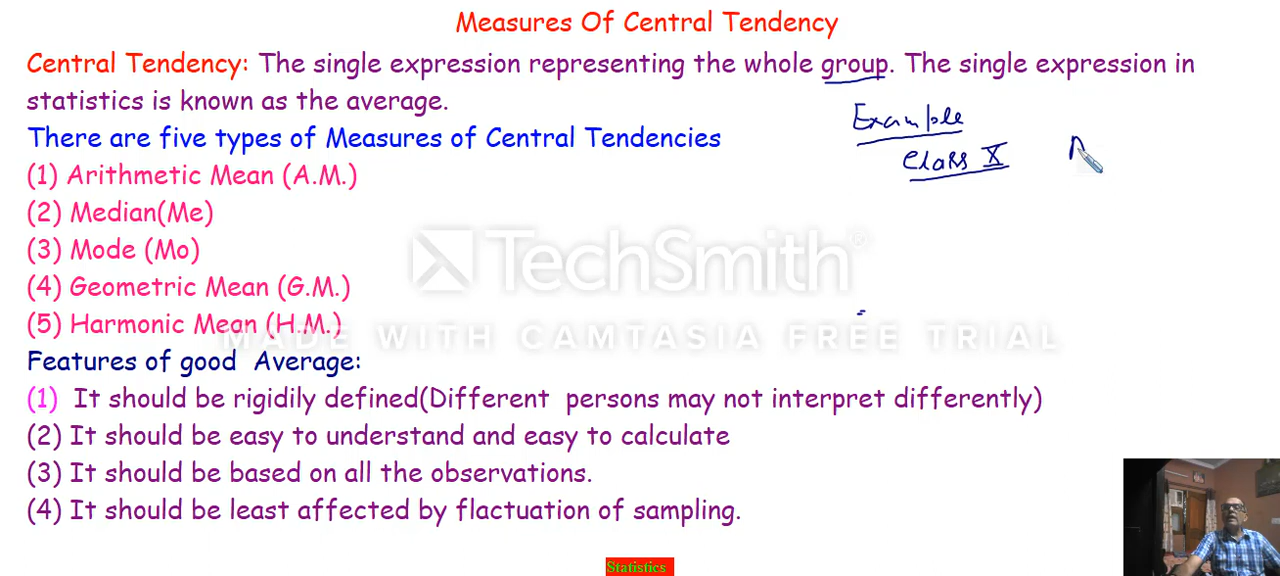 Measures Of Central Tendency
Central Tendency: The single expression representing the whole group. The single expression in
statistics is known as the average.
Example
There are five types of Measures of Central Tendencies
Class X
(1) Arithmetic Mean (A.M.)
(2) Median(Me)
(3) Mode (Mo)
TechSmith®
(4) Geometric Mean (G.M.)
(5) Harmonic Mean (H.M.)
MADE WITH CAMTASIA FREE TRIAL
Features of good Average:
(1) It should be rigidily defined(Different persons may not interpret differently)
(2) It should be easy to understand and easy to calculate
(3) It should be based on all the observations.
(4) It should be least affected by flactuation of sampling.
Statistics